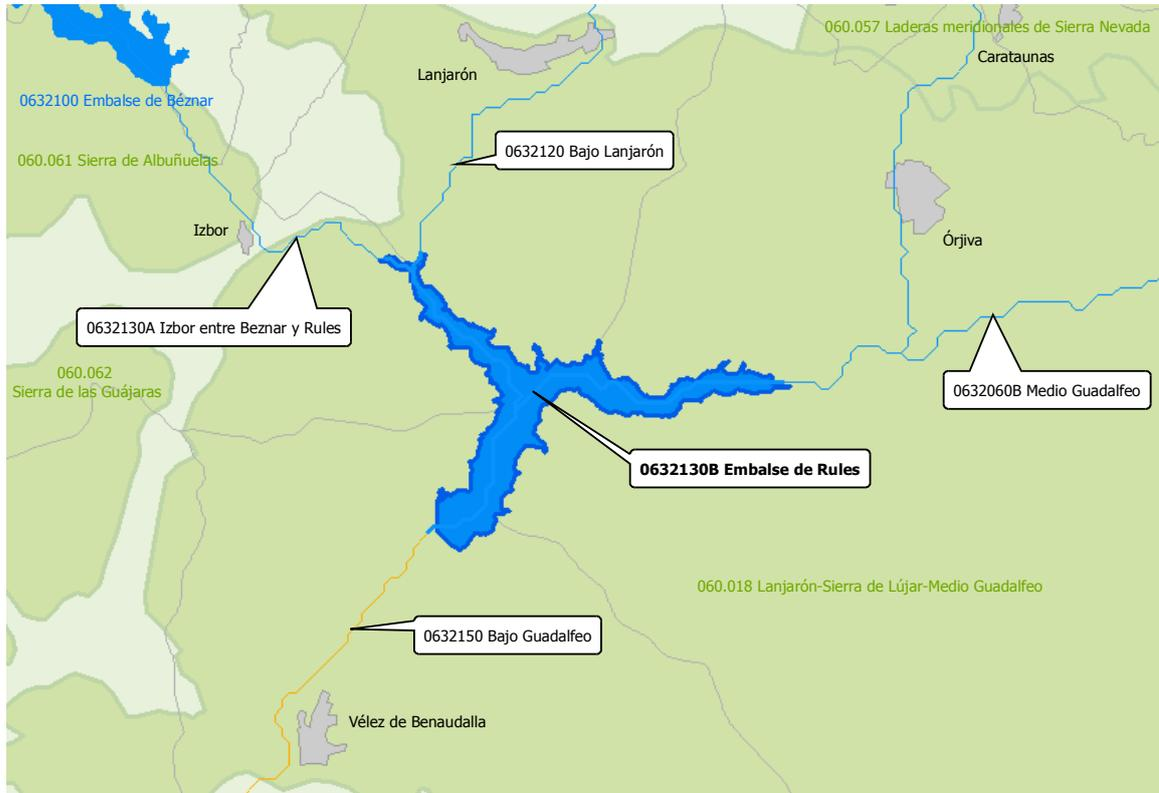 060.057 Laderas meridionales de Sierra Nevada
Carataunas
Lanjarón
0632100 Embalse de Béznar
0632120 Bajo Lanjarón
060.061 Sierra de Albuñuelas
Izbor
Órjiva
0632130A Izbor entre Beznar y Rules
060.062
Sierra de las Guájaras
0632060B Medio Guadalfeo
0632130B Embalse de Rules
060.018 Lanjarón-Sierra de Lújar-Medio Guadalfeo
0632150 Bajo Guadalfeo
Vélez de Benaudalla